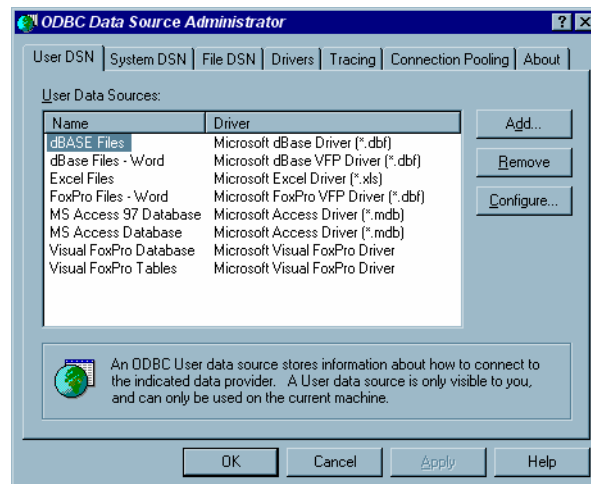 ODBC Data Source Administrator
User DSN System DSN File DSN Drivers Tracing Connection Pooling About
User Data Sources:
Name Driver
dBASE Files Microsoft dBase Driver (*.dbf)
dBase Files - Word Microsoft dBase VFP Driver (*.dbf)
Excel Files Microsoft Excel Driver (*.xls)
FoxPro Files - Word Microsoft FoxPro VFP Driver (*.dbf)
MS Access 97 Database Microsoft Access Driver (*.mdb)
MS Access Database Microsoft Access Driver (*.mdb)
Visual FoxPro Database Microsoft Visual FoxPro Driver
Visual FoxPro Tables Microsoft Visual FoxPro Driver
Add...
Remove
Configure...
An ODBC User data source stores information about how to connect to
the indicated data provider. A User data source is only visible to you,
and can only be used on the current machine.
OK Cancel Apply Help